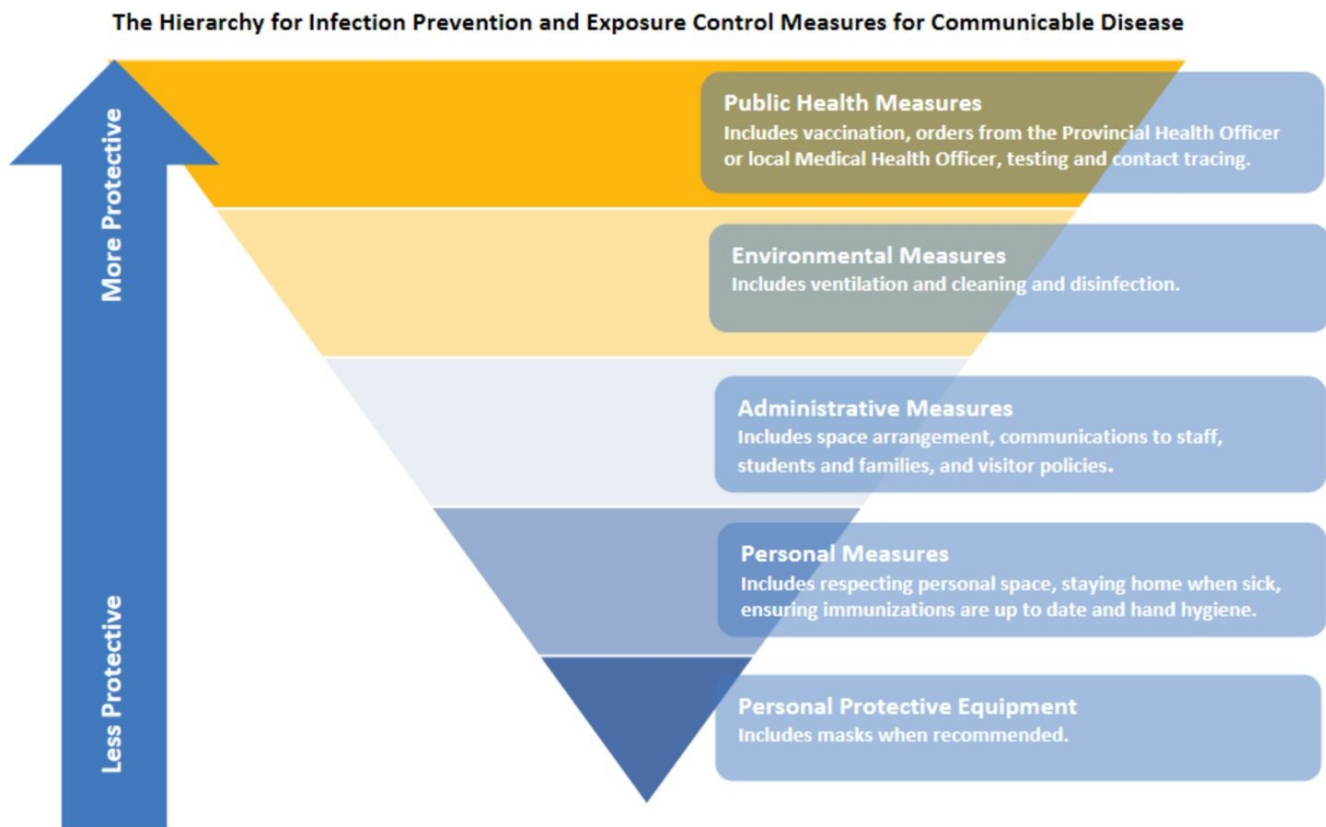 The Hierarchy for Infection Prevention and Exposure Control Measures for Communicable Disease
More Protective
Less Protective
Public Health Measures
Includes vaccination, orders from the Provincial Health Officer
or local Medical Health Officer, testing and contact tracing.
Environmental Measures
Includes ventilation and cleaning and disinfection.
Administrative Measures
Includes space arrangement, communications to staff,
students and families, and visitor policies.
Personal Measures
Includes respecting personal space, staying home when sick,
ensuring immunizations are up to date and hand hygiene.
Personal Protective Equipment
Includes masks when recommended.